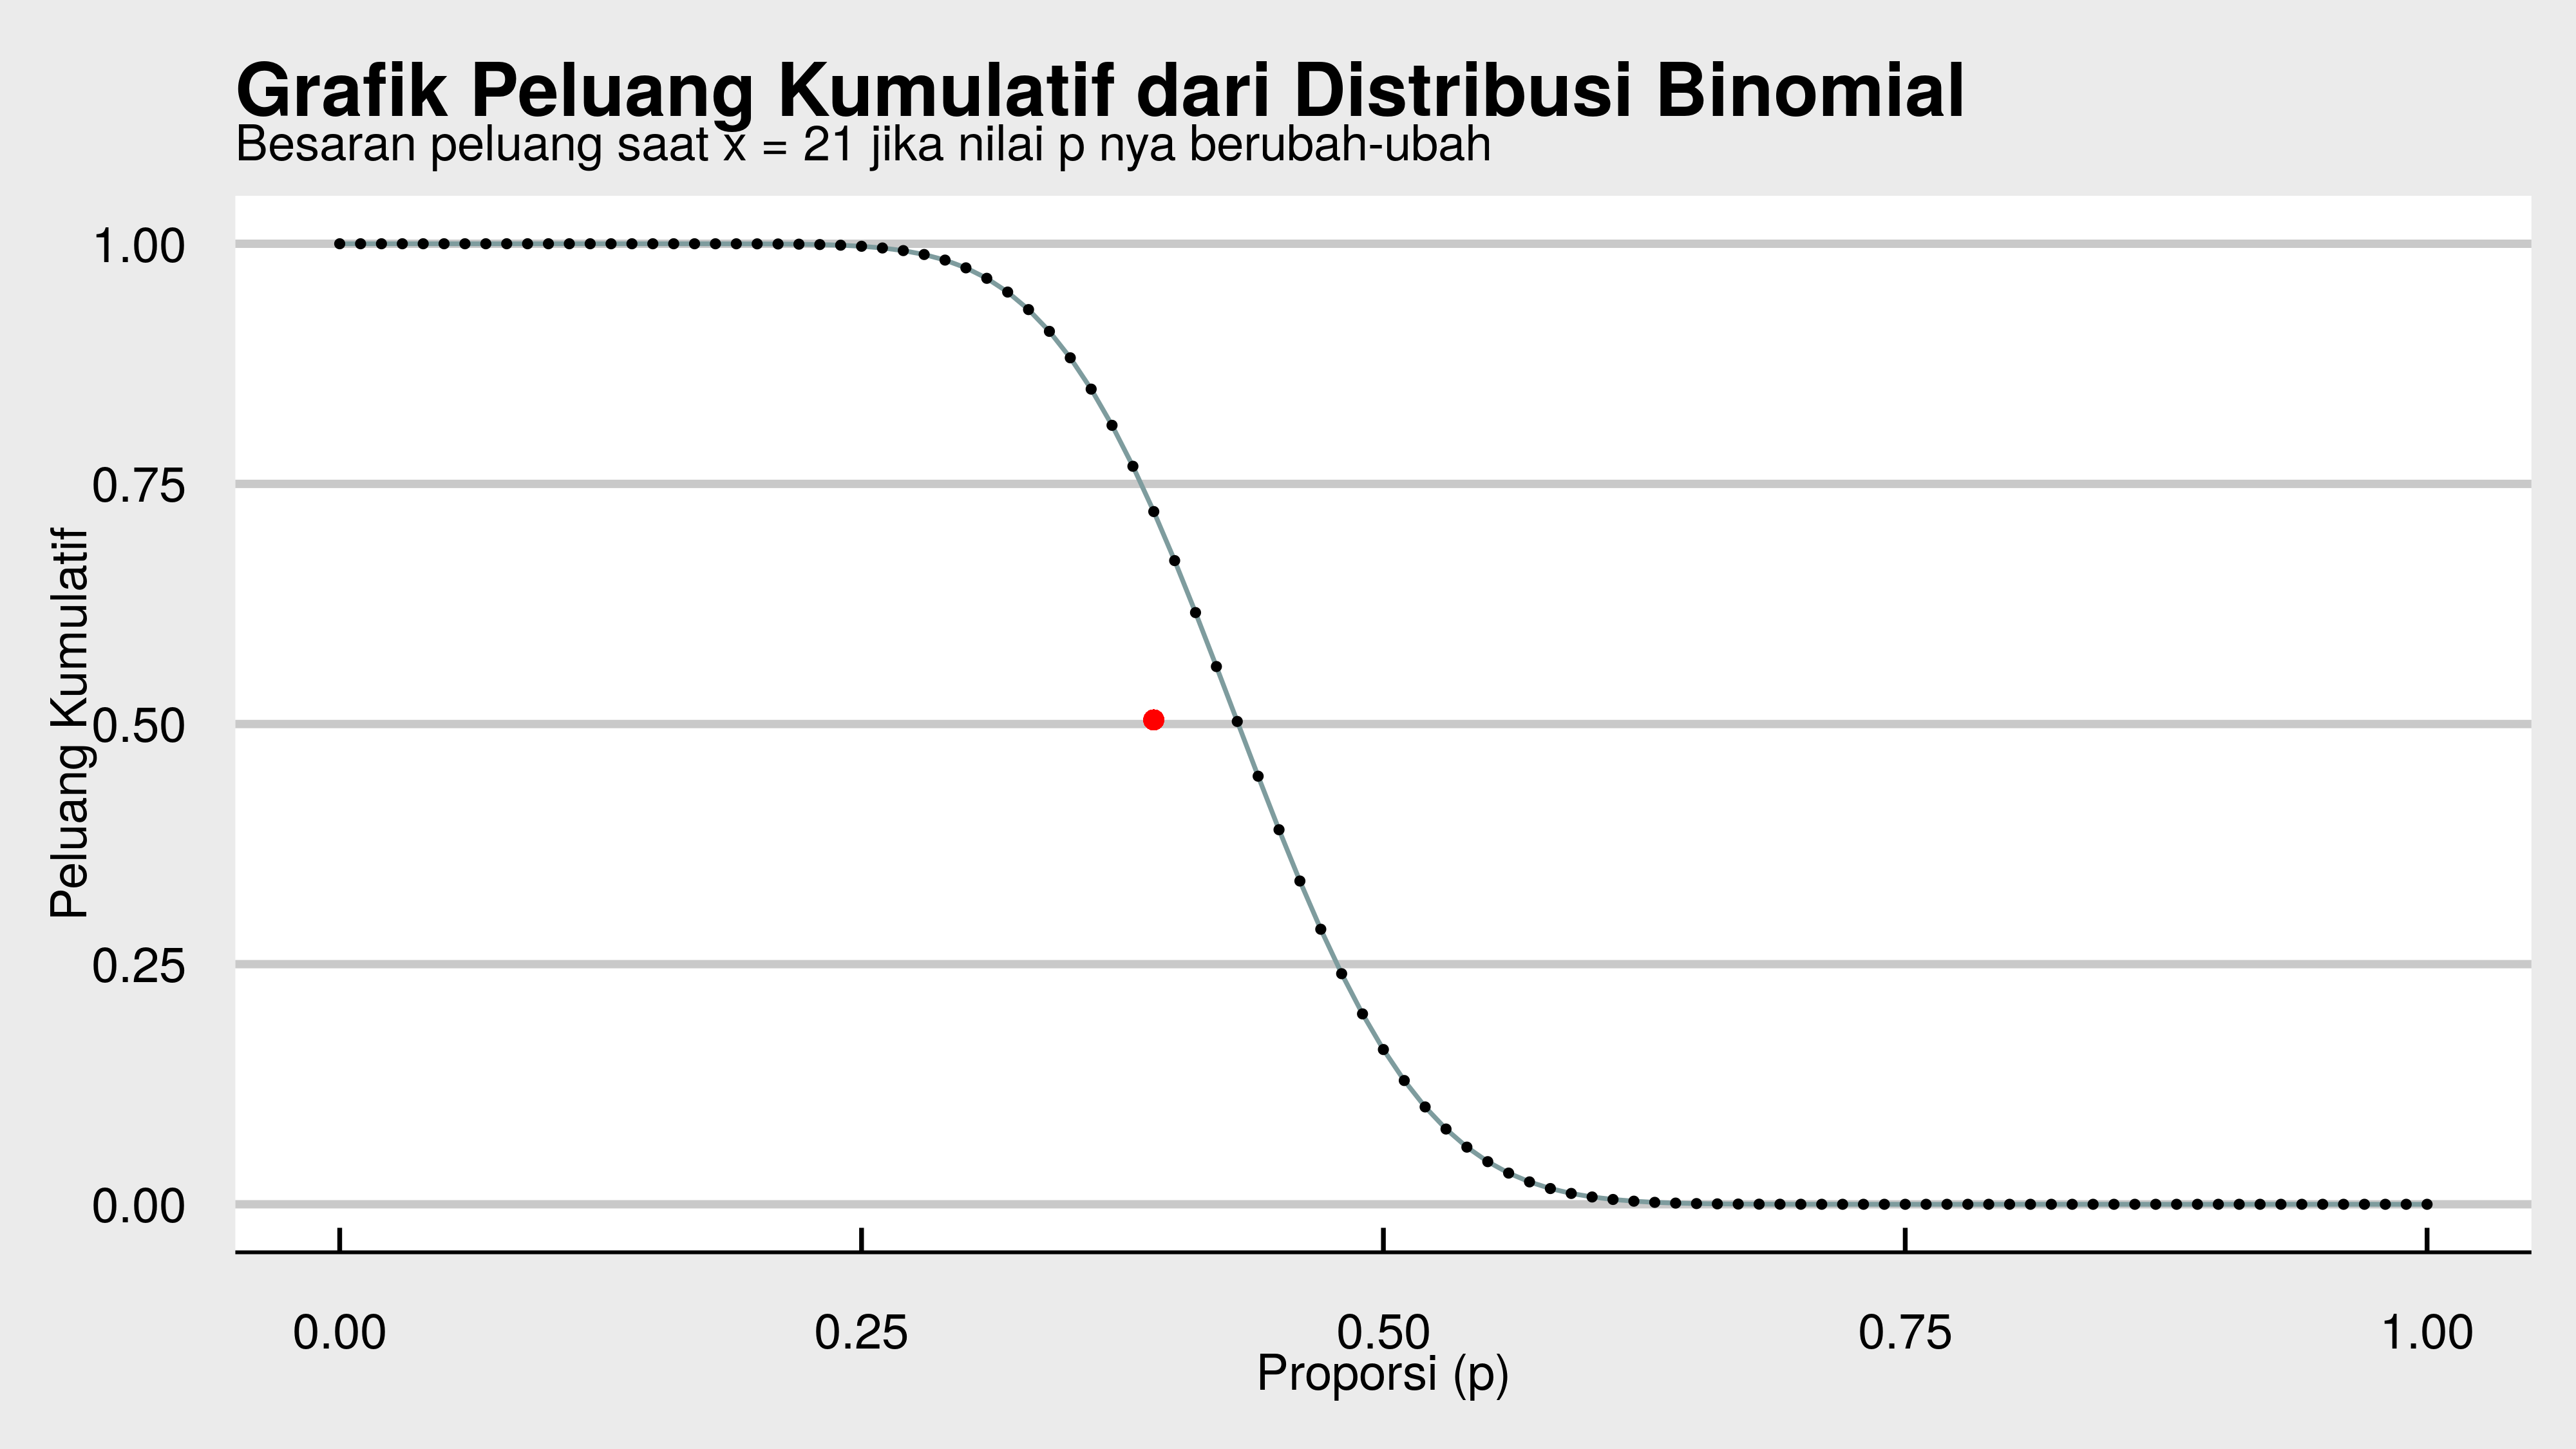 Grafik Peluang Kumulatif dari Distribusi Binomial
Besaran peluang saat x = 21 jika nilai p nya berubah-ubah
Peluang Kumulatif
1.00
0.75
0.50
0.25
0.00
0.00 0.25 0.50 0.75 1.00
Proporsi (p)